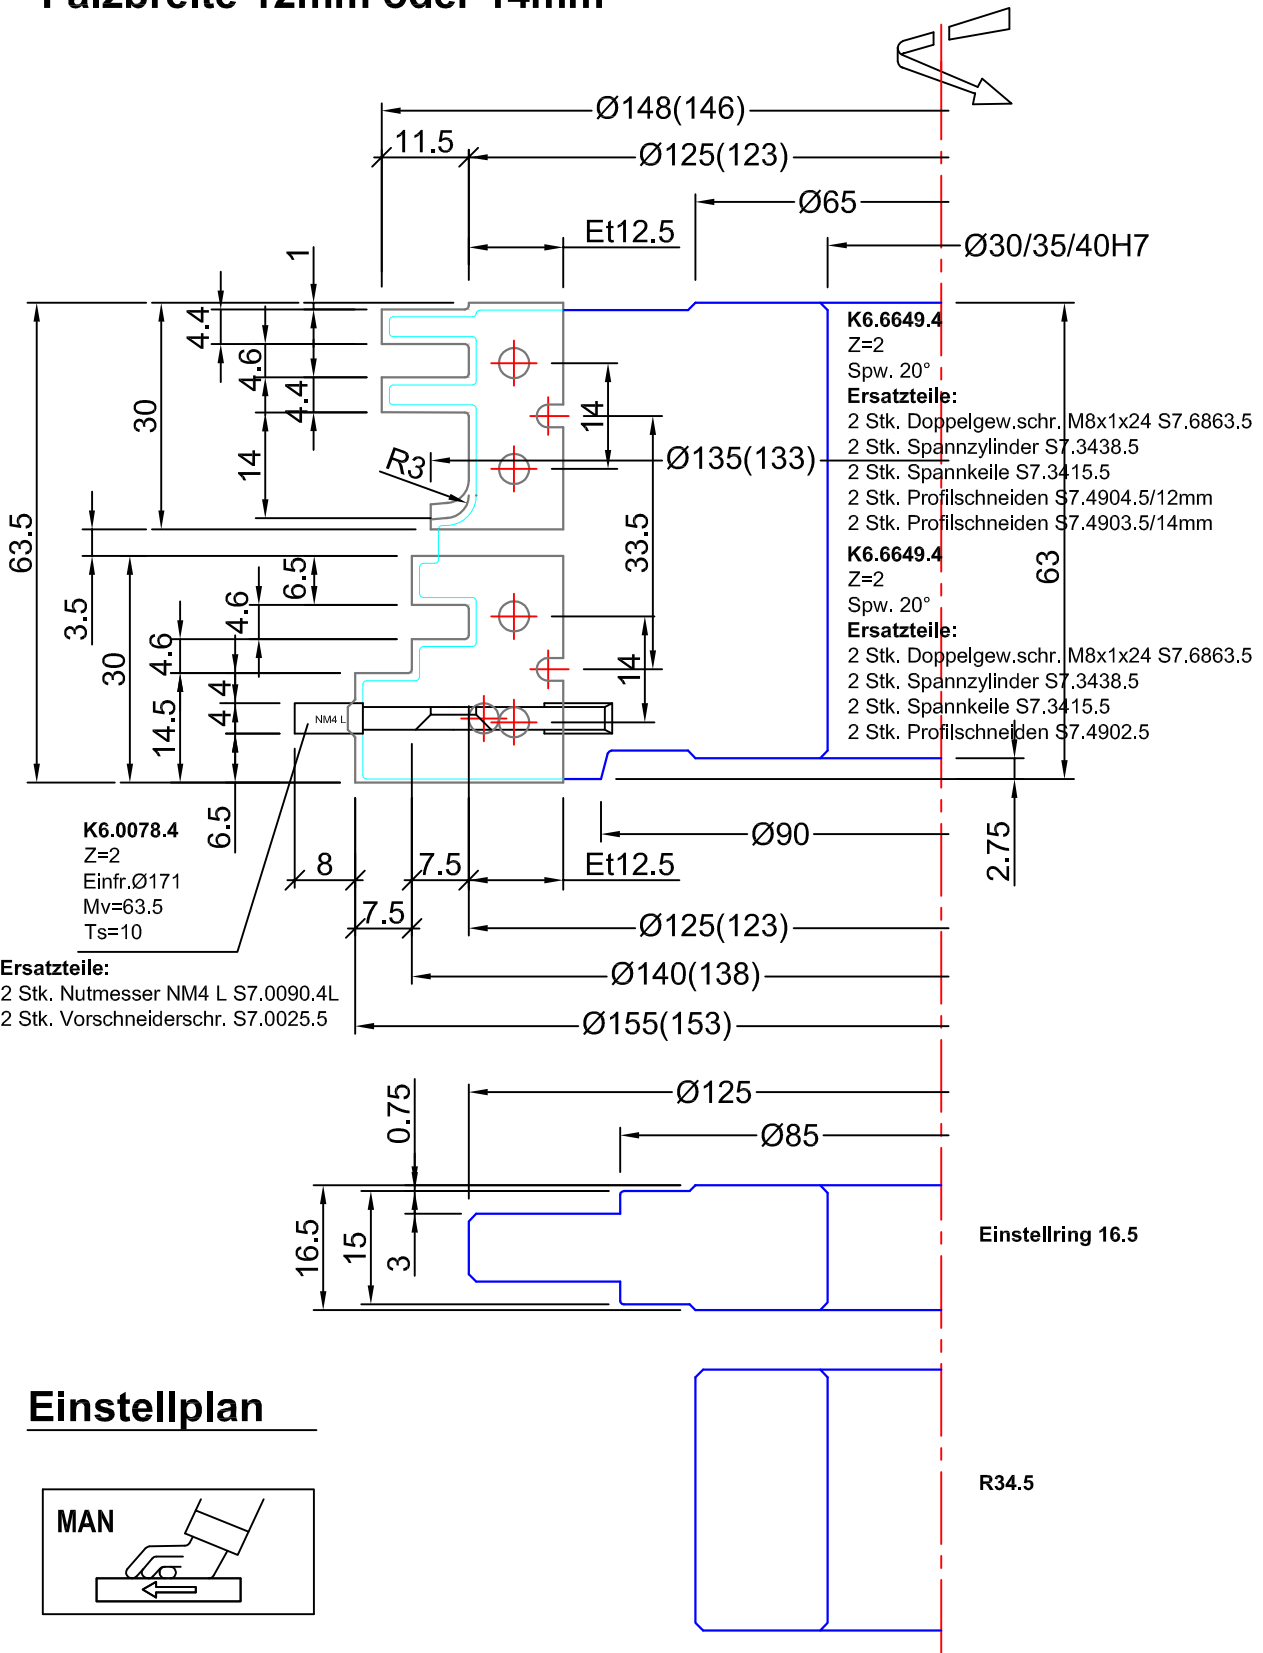 Falzbreite 12mm oder 14mm
Ø148(146)
11.5
Ø125(123)
Ø65
Et12.5
Ø30/35/40H7
1
4.4
4.6
4.4
30
14
14
R3
Ø135(133)
63.5
33.5
63
K6.6649.4
Z=2
Spw. 20°
Ersatzteile:
2 Stk. Doppelgew.schr. M8x1x24 S7.6863.5
2 Stk. Spannzylinder S7.3438.5
2 Stk. Spannkeile S7.3415.5
2 Stk. Profilschneiden S7.4904.5/12mm
2 Stk. Profilschneiden S7.4903.5/14mm
K6.6649.4
Z=2
Spw. 20°
Ersatzteile:
2 Stk. Doppelgew.schr. M8x1x24 S7.6863.5
2 Stk. Spannzylinder S7.3438.5
2 Stk. Spannkeile S7.3415.5
2 Stk. Profilschneiden S7.4902.5
3.5
6.5
4.6
4.6
30
14
4
4
14.5
NM4 L
6.5
2.75
K6.0078.4
Z=2
Einfr.Ø171
Mv=63.5
Ts=10
Ersatzteile:
2 Stk. Nutmesser NM4 L S7.0090.4L
2 Stk. Vorschneiderschr. S7.0025.5
Ø90
8
7.5
Et12.5
7.5
Ø125(123)
Ø140(138)
Ø155(153)
0.75
Ø125
Ø85
16.5
15
3
Einstellring 16.5
Einstellplan
R34.5
MAN